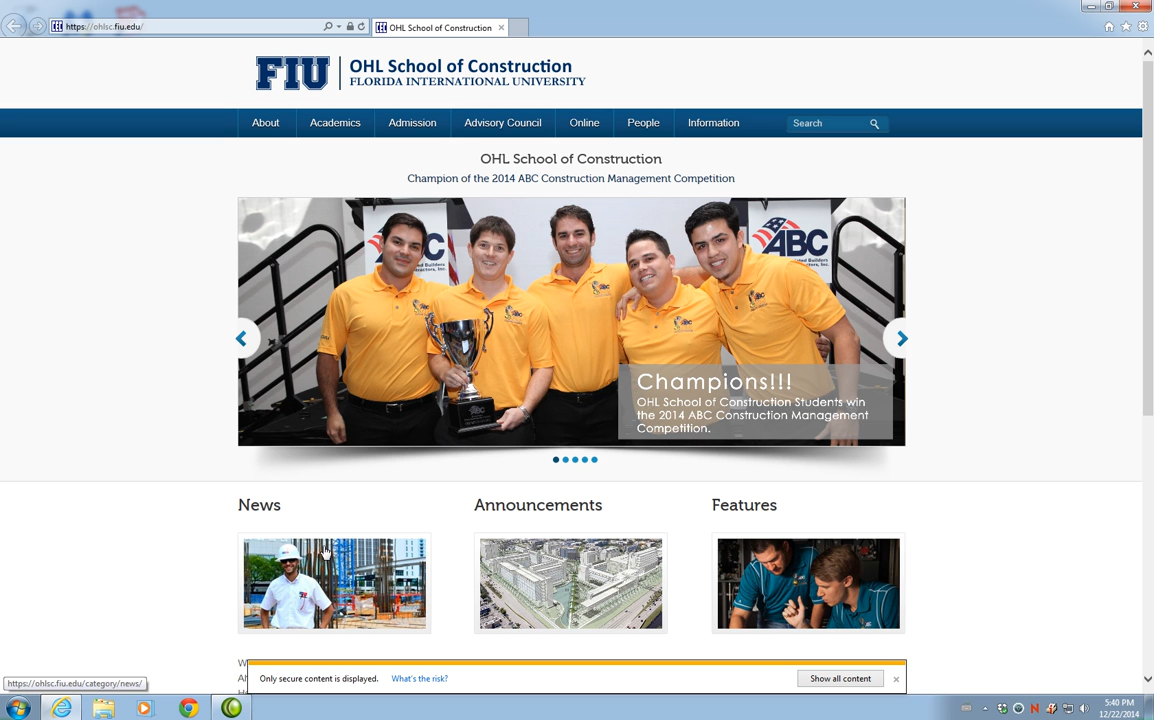 https://ohlsc.fiu.edu/
OHL School of Construction
FIU
OHL School of Construction
FLORIDA INTERNATIONAL UNIVERSITY
About
Academics
Admission
Advisory Council
Online
People
Information
Search
OHL School of Construction
Champion of the 2014 ABC Construction Management Competition
ABC
ABC
Champions!!!
OHL School of Construction Students win
the 2014 ABC Construction Management
Competition.
News
Announcements
Features
https://ohlsc.fiu.edu/category/news/
Only secure content is displayed.
What's the risk?
Show all content
5:40 PM
12/22/2014